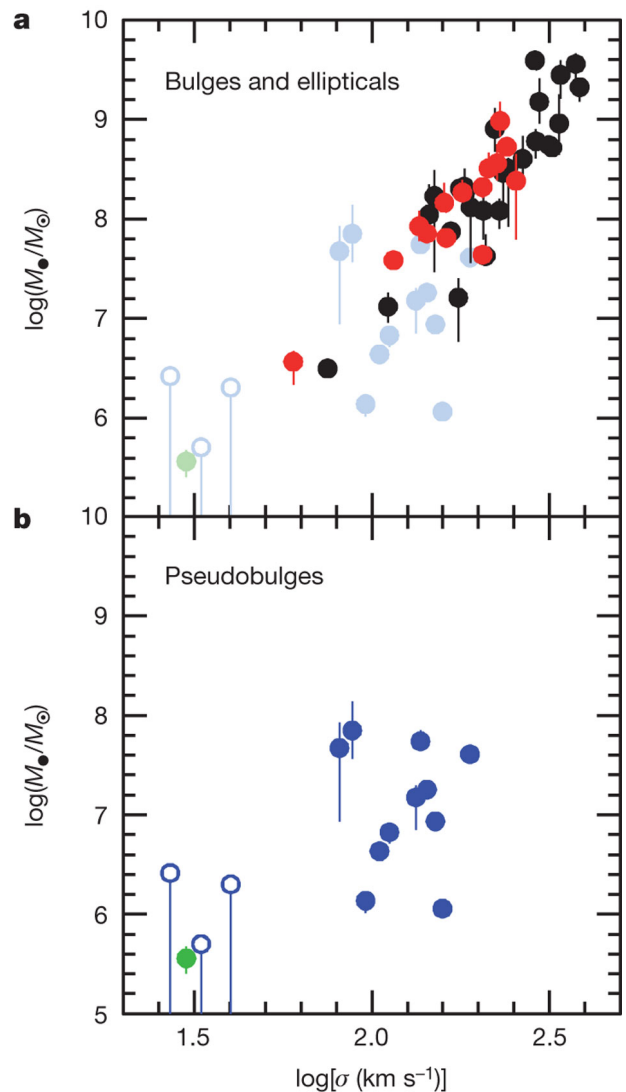 a
10
Bulges and ellipticals
9
8
7
6
log(M●/M☉)
b
10
Pseudobulges
9
8
7
6
5
log(M●/M☉)
1.5 2.0 2.5
log[σ (km s⁻¹)]